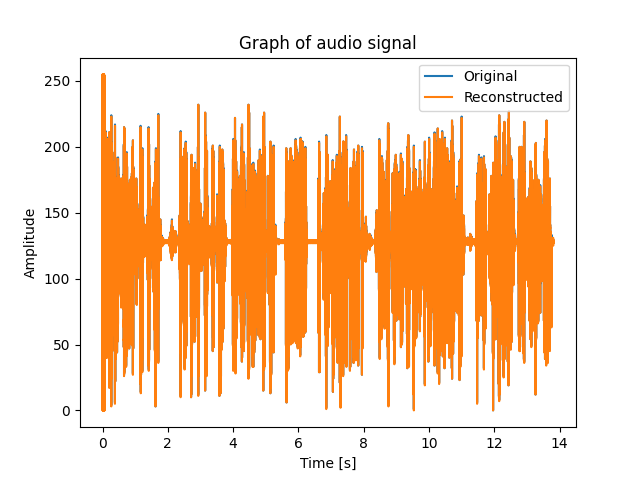 Graph of audio signal
Original
Reconstructed
250
200
150
100
50
0
Amplitude
0 2 4 6 8 10 12 14
Time [s]